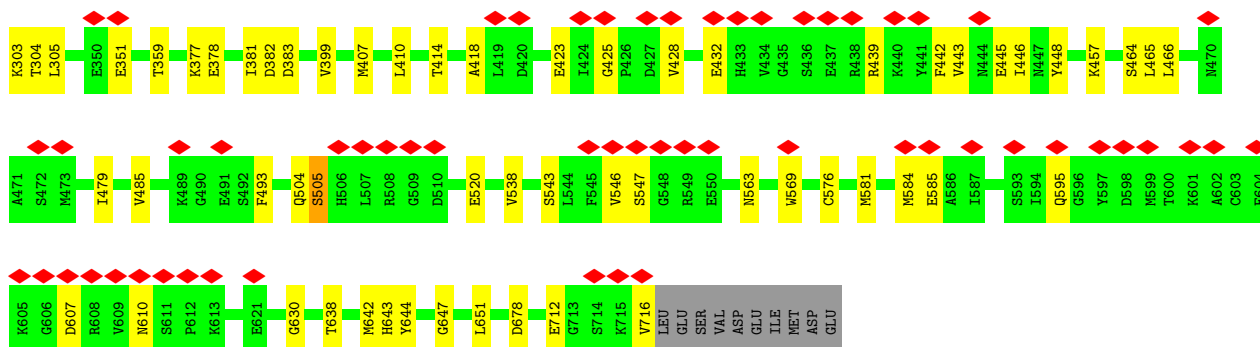 K303 T304 L305 E350 E351 T359 K377 E378 I381 D382 D383 V399 M407 L410 T414 A418 L419 D420 E423 I424 G425 P426 D427 V428 E432 H433 V434 G435 S436 E437 R438 R439 K440 Y441 F442 V443 N444 E445 I446 N447 Y448 K457 S464 L465 L466 N470
A471 S472 M473 I479 V485 K489 G490 E491 S492 F493 Q504 S505 H506 L507 R508 G509 D510 E520 V538 S543 L544 F545 V546 S547 G548 R549 E550 N563 W569 C576 M581 M584 E585 A586 I587 S593 I594 Q595 G596 Y597 D598 M599 T600 K601 A602 C603
K605 G606 D607 R608 V609 N610 S611 P612 K613 E621 G630 T638 M642 H643 Y644 G647 L651 D678 E712 G713 S714 K715 V716 LEU GLU SER VAL ASP GLU ILE MET ASP GLU